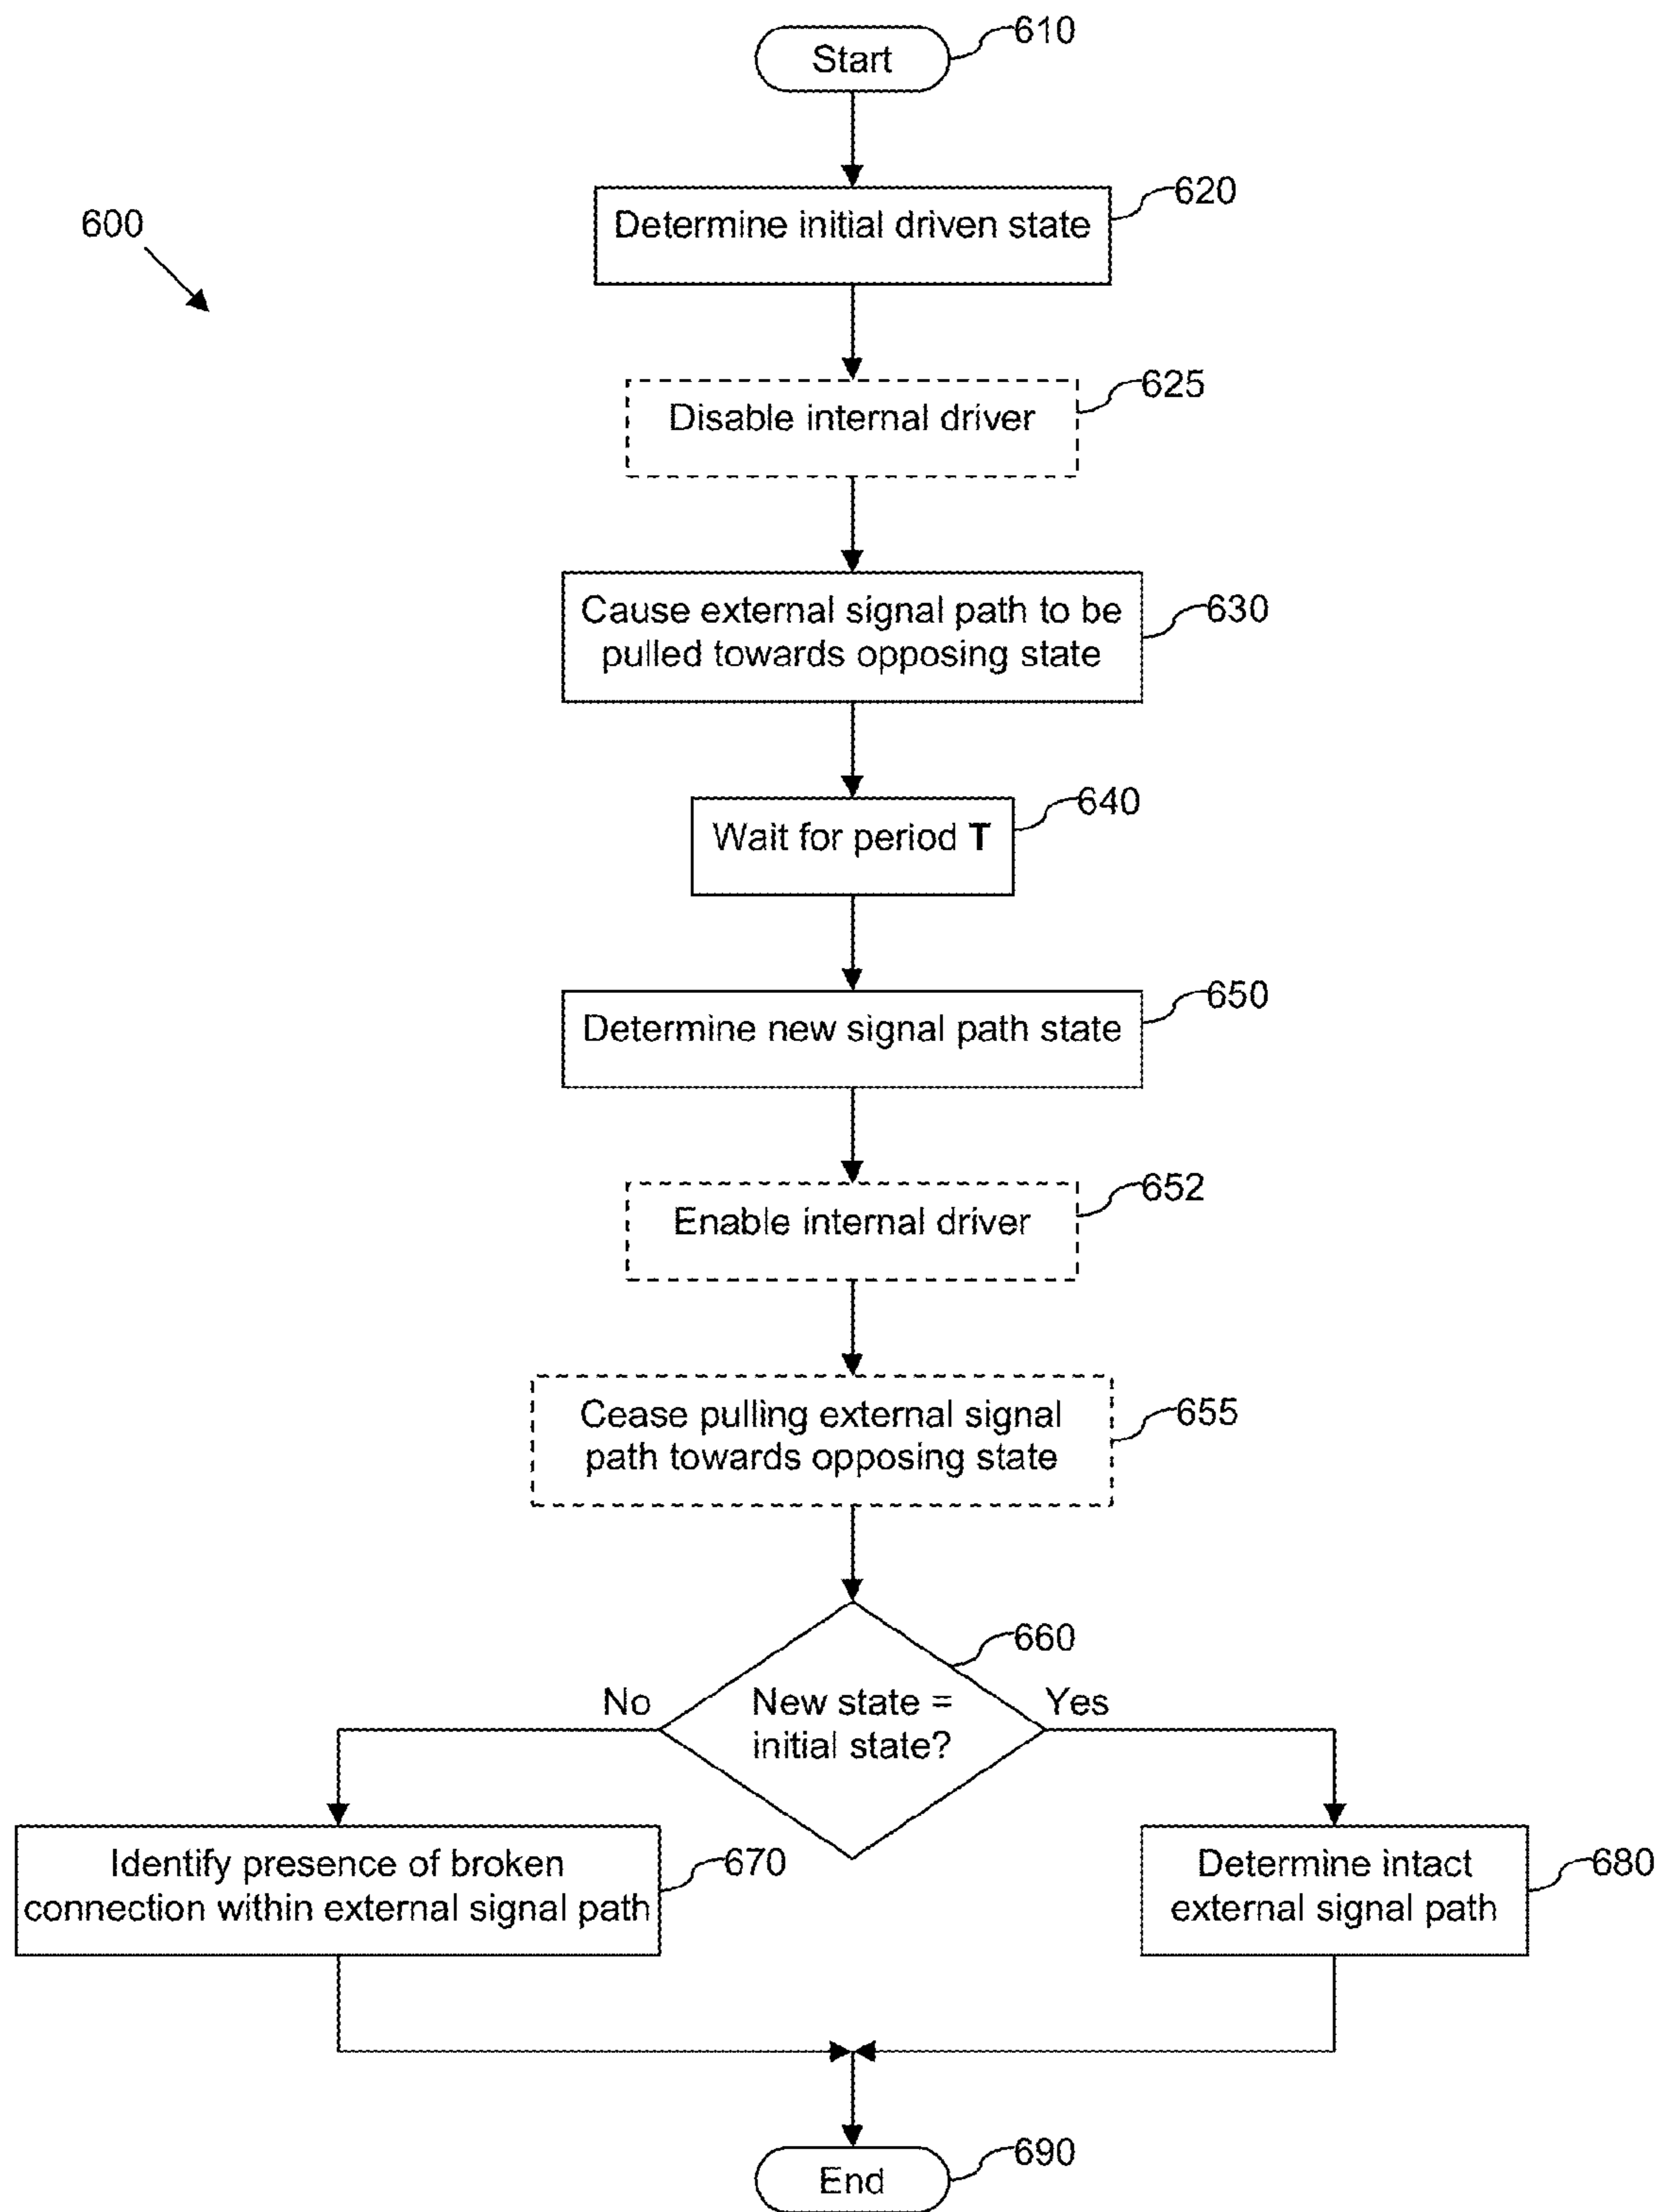 610
Start
620
Determine initial driven state
600
625
Disable internal driver
630
Cause external signal path to be
pulled towards opposing state
640
Wait for period T
650
Determine new signal path state
652
Enable internal driver
655
Cease pulling external signal
path towards opposing state
660
No
New state =
initial state?
Yes
670
Identify presence of broken
connection within external signal path
680
Determine intact
external signal path
690
End